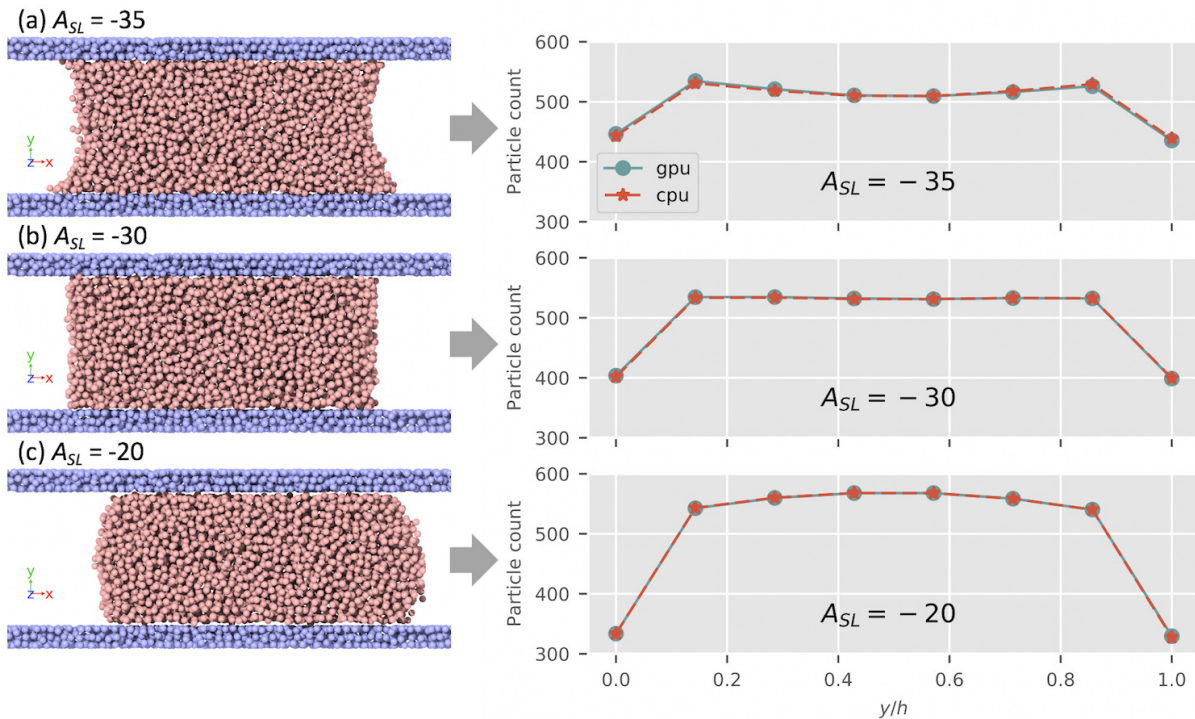 (a) A_SL = -35
y
z
x
600
500
400
300
Particle count
gpu
cpu
A_SL = − 35
(b) A_SL = -30
y
z
x
600
500
400
300
Particle count
A_SL = − 30
(c) A_SL = -20
y
z
x
600
500
400
300
Particle count
A_SL = − 20
0.0 0.2 0.4 0.6 0.8 1.0
y/h